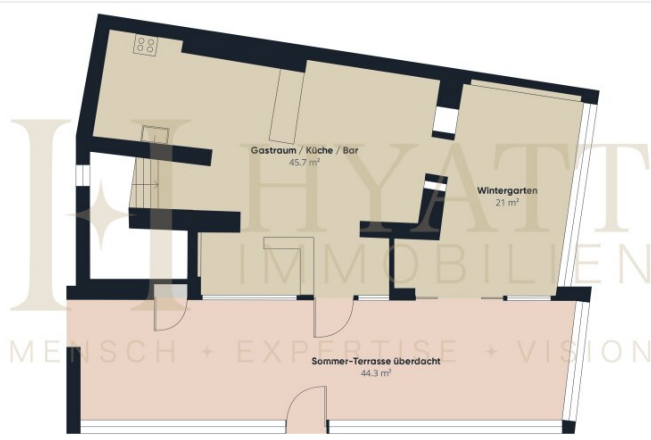 Gastraum / Küche / Bar
45.7 m²
Wintergarten
21 m²
HYATT
IMMOBILIEN
MENSCH + EXPERTISE + VISION
Sommer-Terrasse überdacht
44.3 m²